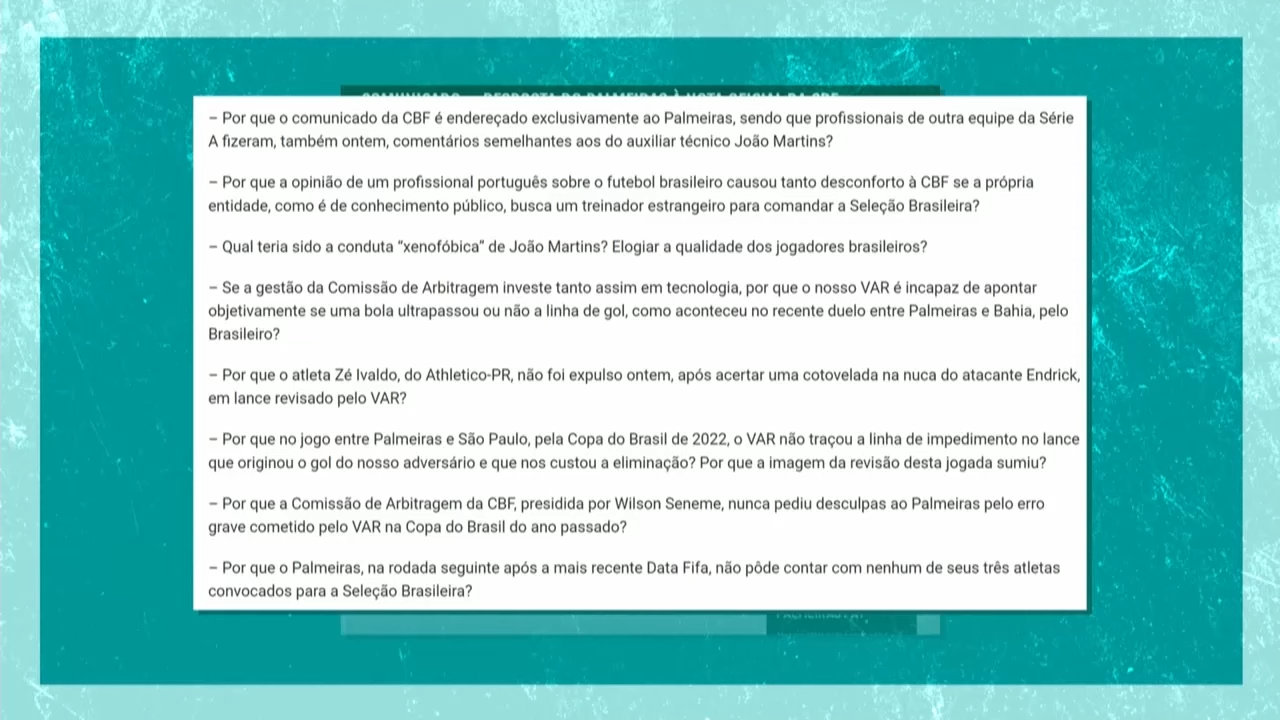 COMUNICADO – RESPOSTA DO PALMEIRAS À NOTA OFICIAL DA CBF
– Por que o comunicado da CBF é endereçado exclusivamente ao Palmeiras, sendo que profissionais de outra equipe da Série
A fizeram, também ontem, comentários semelhantes aos do auxiliar técnico João Martins?
– Por que a opinião de um profissional português sobre o futebol brasileiro causou tanto desconforto à CBF se a própria
entidade, como é de conhecimento público, busca um treinador estrangeiro para comandar a Seleção Brasileira?
– Qual teria sido a conduta “xenofóbica” de João Martins? Elogiar a qualidade dos jogadores brasileiros?
– Se a gestão da Comissão de Arbitragem investe tanto assim em tecnologia, por que o nosso VAR é incapaz de apontar
objetivamente se uma bola ultrapassou ou não a linha de gol, como aconteceu no recente duelo entre Palmeiras e Bahia, pelo
Brasileiro?
– Por que o atleta Zé Ivaldo, do Athletico-PR, não foi expulso ontem, após acertar uma cotovelada na nuca do atacante Endrick,
em lance revisado pelo VAR?
– Por que no jogo entre Palmeiras e São Paulo, pela Copa do Brasil de 2022, o VAR não traçou a linha de impedimento no lance
que originou o gol do nosso adversário e que nos custou a eliminação? Por que a imagem da revisão desta jogada sumiu?
– Por que a Comissão de Arbitragem da CBF, presidida por Wilson Seneme, nunca pediu desculpas ao Palmeiras pelo erro
grave cometido pelo VAR na Copa do Brasil do ano passado?
– Por que o Palmeiras, na rodada seguinte após a mais recente Data Fifa, não pôde contar com nenhum de seus três atletas
convocados para a Seleção Brasileira?